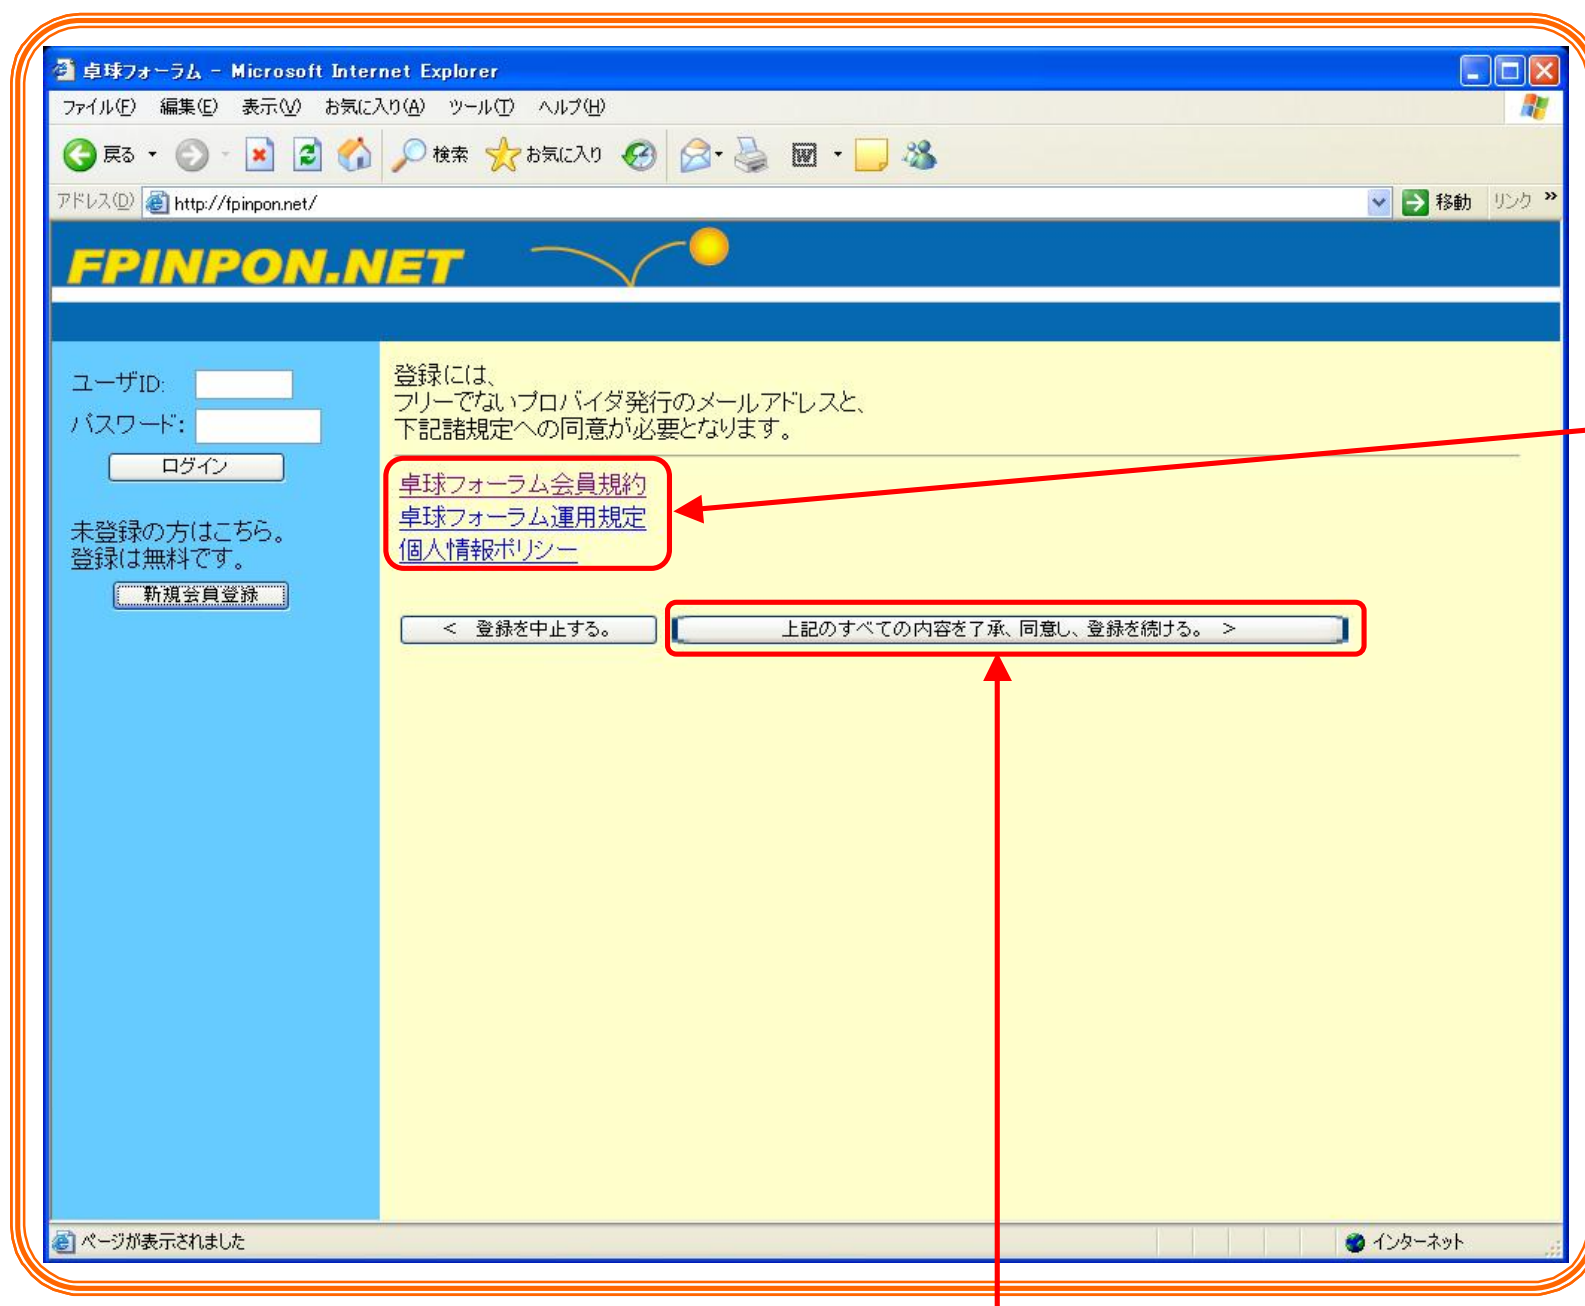 卓球フォーラム - Microsoft Internet Explorer
ファイル(F) 編集(E) 表示(V) お気に入り(A) ツール(T) ヘルプ(H)
戻る 検索 お気に入り
アドレス(D) http://fpinpon.net/ 移動 リンク »
FPINPON.NET
ユーザID:
パスワード:
ログイン
未登録の方はこちら。
登録は無料です。
新規会員登録
登録には、
フリーでないプロバイダ発行のメールアドレスと、
下記諸規定への同意が必要となります。
卓球フォーラム会員規約
卓球フォーラム運用規定
個人情報ポリシー
< 登録を中止する。 上記のすべての内容を了承、同意し、登録を続ける。 >
ページが表示されました インターネット